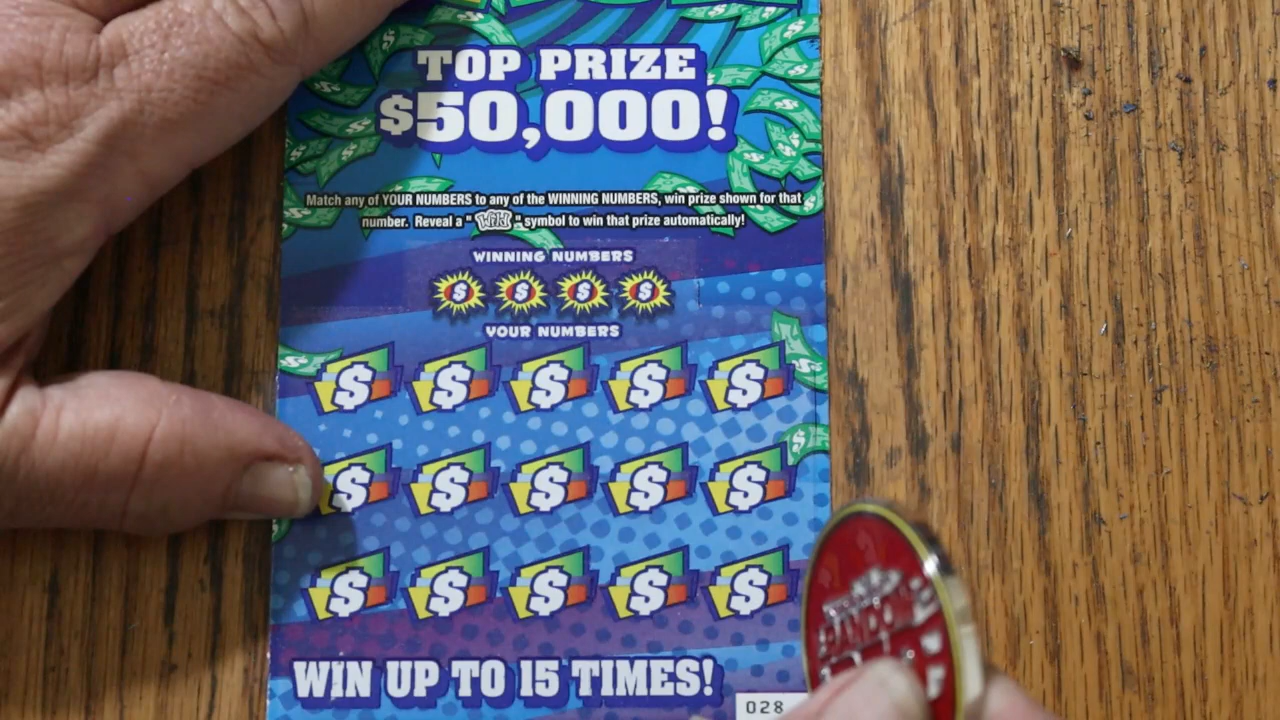 TOP PRIZE
$50,000!
Match any of YOUR NUMBERS to any of the WINNING NUMBERS, win prize shown for that
number. Reveal a "Wild" symbol to win that prize automatically!
WINNING NUMBERS
$ $ $ $
YOUR NUMBERS
$ $ $ $ $
$ $ $ $ $
$ $ $ $ $
WIN UP TO 15 TIMES!
028